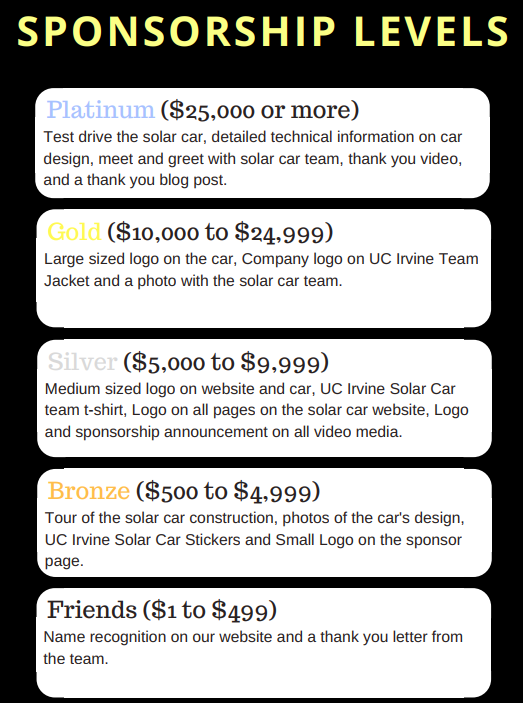 SPONSORSHIP LEVELS
Platinum ($25,000 or more)
Test drive the solar car, detailed technical information on car
design, meet and greet with solar car team, thank you video,
and a thank you blog post.
Gold ($10,000 to $24,999)
Large sized logo on the car, Company logo on UC Irvine Team
Jacket and a photo with the solar car team.
Silver ($5,000 to $9,999)
Medium sized logo on website and car, UC Irvine Solar Car
team t-shirt, Logo on all pages on the solar car website, Logo
and sponsorship announcement on all video media.
Bronze ($500 to $4,999)
Tour of the solar car construction, photos of the car's design,
UC Irvine Solar Car Stickers and Small Logo on the sponsor
page.
Friends ($1 to $499)
Name recognition on our website and a thank you letter from
the team.